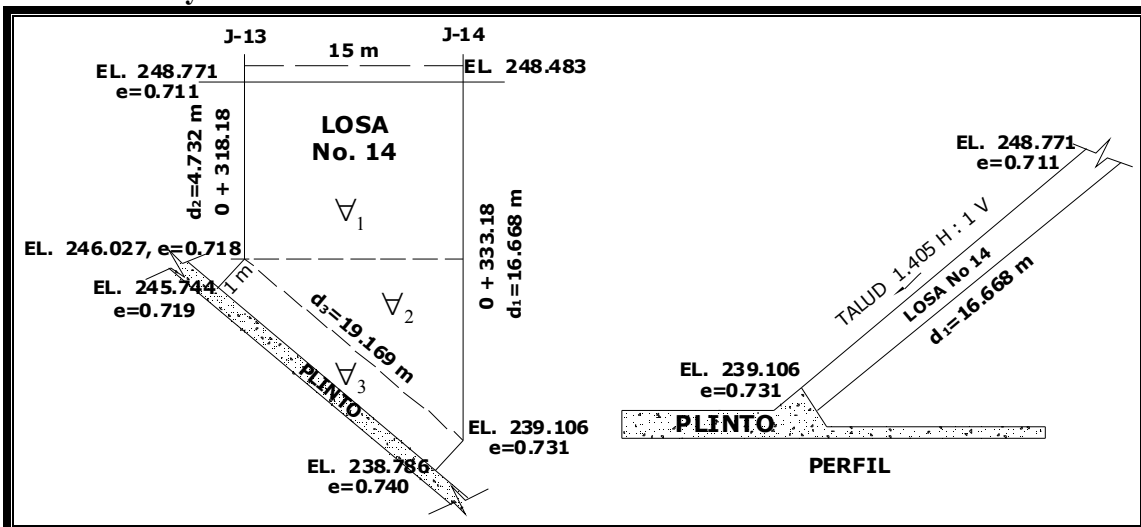 J-13
J-14
15 m
EL. 248.771
e=0.711
EL. 248.483
d₂=4.732 m
0 + 318.18
LOSA
No. 14
∀1
0 + 333.18
d₁=16.668 m
EL. 246.027, e=0.718
1 m
EL. 245.744
e=0.719
d₃=19.169 m
∀2
∀3
PLINTO
EL. 239.106
e=0.731
EL. 238.786
e=0.740
EL. 248.771
e=0.711
TALUD 1.405 H : 1 V
LOSA No 14
d₁=16.668 m
EL. 239.106
e=0.731
PLINTO
PERFIL